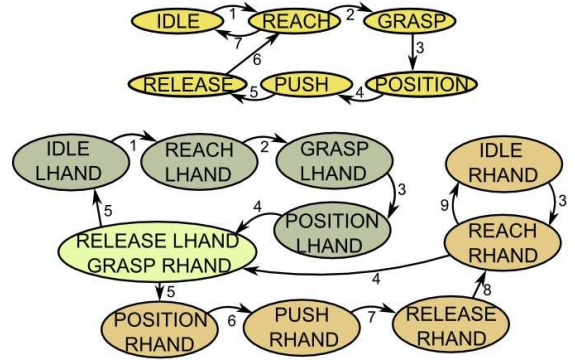 IDLE 1 REACH 2 GRASP
7
3
6
RELEASE 5 PUSH 4 POSITION
IDLE
LHAND
1
REACH
LHAND
2
GRASP
LHAND
3
IDLE
RHAND
9
3
5
4
POSITION
LHAND
REACH
RHAND
RELEASE LHAND
GRASP RHAND
4
5
8
POSITION
RHAND
6
PUSH
RHAND
7
RELEASE
RHAND